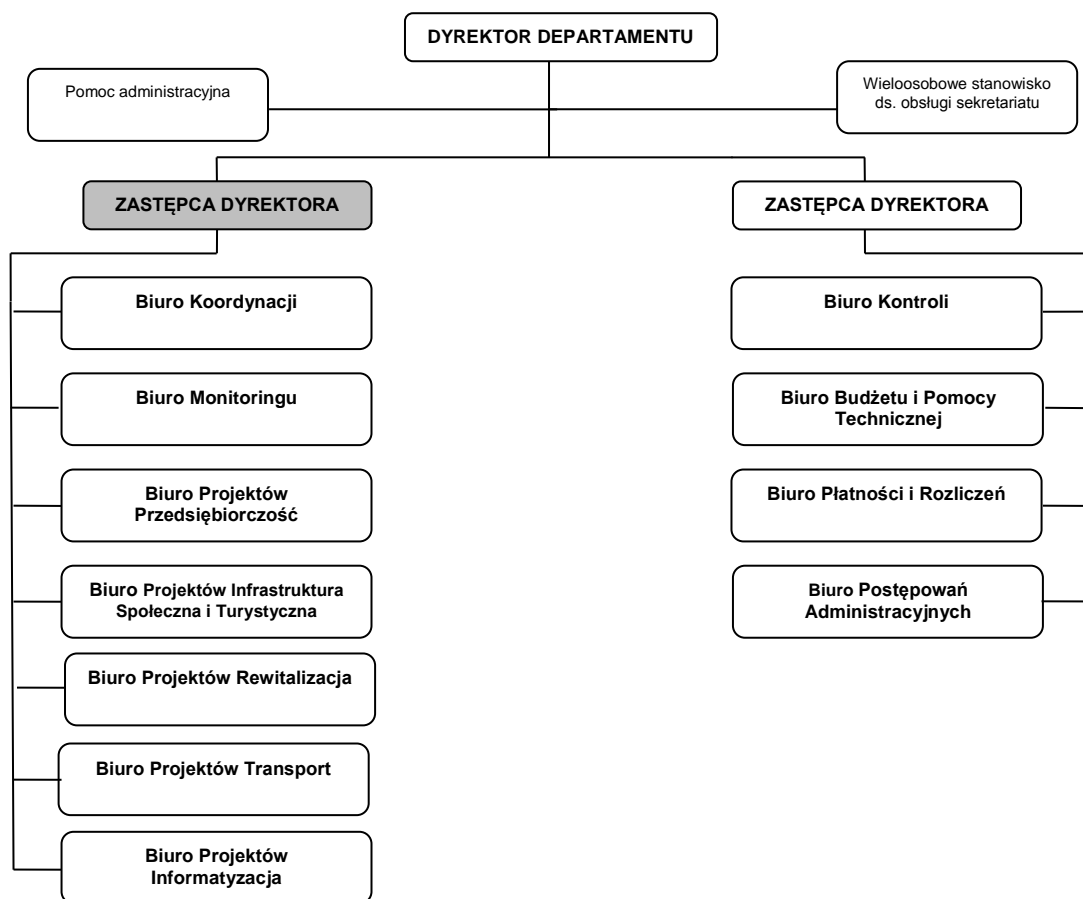 DYREKTOR DEPARTAMENTU
Pomoc administracyjna
Wieloosobowe stanowisko
ds. obsługi sekretariatu
ZASTĘPCA DYREKTORA
ZASTĘPCA DYREKTORA
Biuro Koordynacji
Biuro Monitoringu
Biuro Projektów
Przedsiębiorczość
Biuro Projektów Infrastruktura
Społeczna i Turystyczna
Biuro Projektów Rewitalizacja
Biuro Projektów Transport
Biuro Projektów
Informatyzacja
Biuro Kontroli
Biuro Budżetu i Pomocy
Technicznej
Biuro Płatności i Rozliczeń
Biuro Postępowań
Administracyjnych